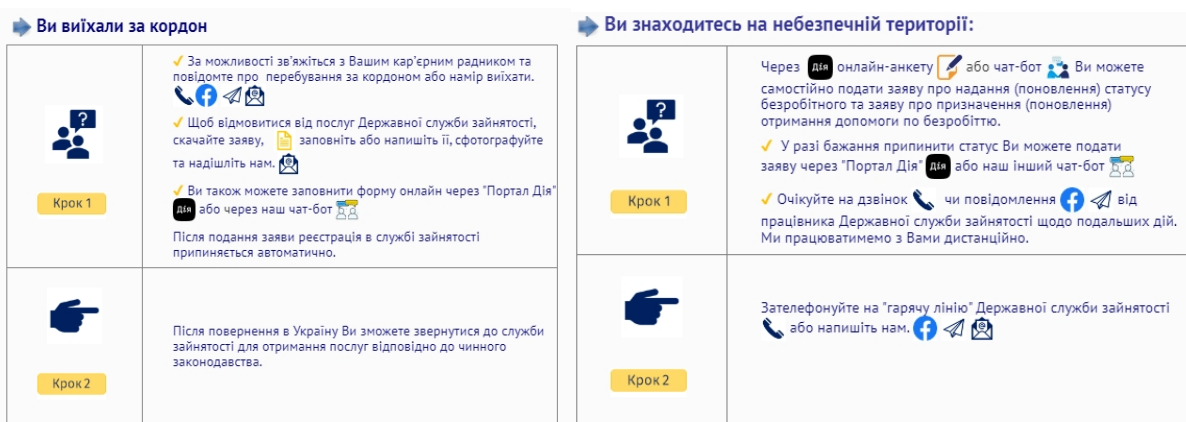 Ви виїхали за кордон
✓ За можливості зв'яжіться з Вашим кар'єрним радником та
повідомте про перебування за кордоном або намір виїхати.
✓ Щоб відмовитися від послуг Державної служби зайнятості,
скачайте заяву, заповніть або напишіть її, сфотографуйте
та надішліть нам.
Крок 1
✓ Ви також можете заповнити форму онлайн через "Портал Дія"
Дія або через наш чат-бот
Після подання заяви реєстрація в службі зайнятості
припиняється автоматично.
Крок 2
Після повернення в Україну Ви зможете звернутися до служби
зайнятості для отримання послуг відповідно до чинного
законодавства.
Ви знаходитесь на небезпечній території:
Через Дія онлайн-анкету або чат-бот Ви можете
самостійно подати заяву про надання (поновлення) статусу
безробітного та заяву про призначення (поновлення)
отримання допомоги по безробіттю.
✓ У разі бажання припинити статус Ви можете подати
заяву через "Портал Дія" Дія або наш інший чат-бот
Крок 1
✓ Очікуйте на дзвінок чи повідомлення від
працівника Державної служби зайнятості щодо подальших дій.
Ми працюватимемо з Вами дистанційно.
Крок 2
Зателефонуйте на "гарячу лінію" Державної служби зайнятості
або напишіть нам.